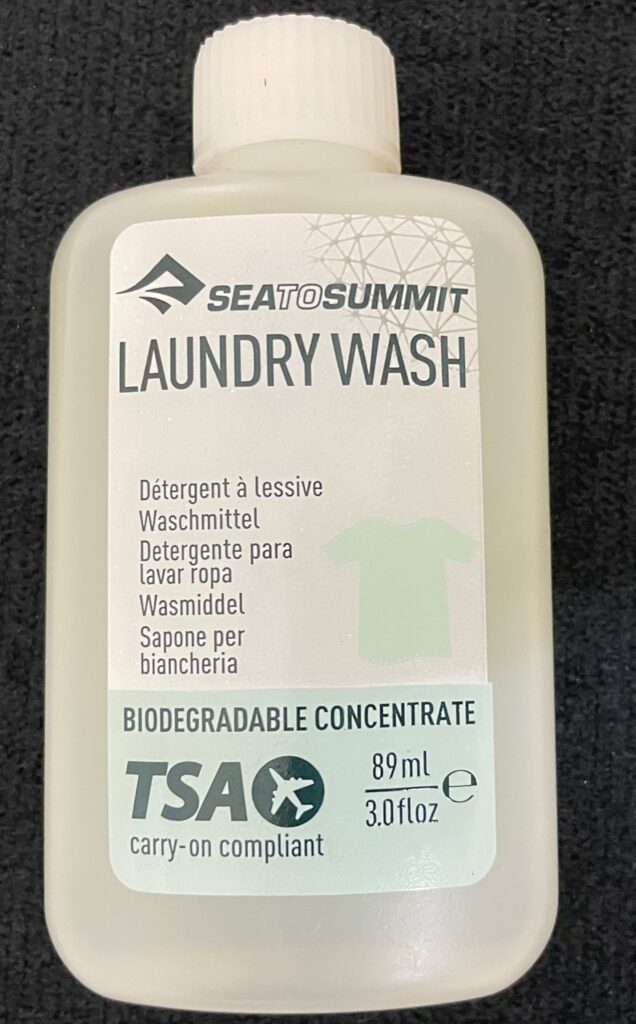 SEATOSUMMIT
LAUNDRY WASH
Détergent à lessive
Waschmittel
Detergente para
lavar ropa
Wasmiddel
Sapone per
biancheria
BIODEGRADABLE CONCENTRATE
TSA
carry-on compliant
89ml
3.0floz
℮